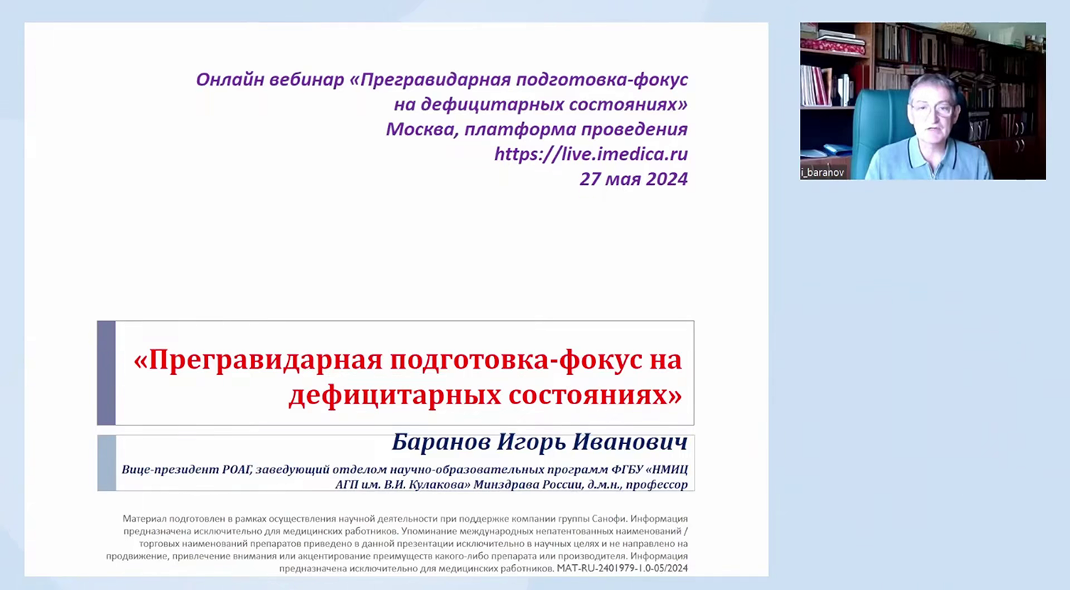 Онлайн вебинар «Прегравидарная подготовка-фокус
на дефицитарных состояниях»
Москва, платформа проведения
https://live.imedica.ru
27 мая 2024
i_baranov
«Прегравидарная подготовка-фокус на
дефицитарных состояниях»
Баранов Игорь Иванович
Вице-президент РОАГ, заведующий отделом научно-образовательных программ ФГБУ «НМИЦ
АГП им. В.И. Кулакова» Минздрава России, д.м.н., профессор
Материал подготовлен в рамках осуществления научной деятельности при поддержке компании группы Санофи. Информация
предназначена исключительно для медицинских работников. Упоминание международных непатентованных наименований /
торговых наименований препаратов приведено в данной презентации исключительно в научных целях и не направлено на
продвижение, привлечение внимания или акцентирование преимуществ какого-либо препарата или производителя. Информация
предназначена исключительно для медицинских работников. MAT-RU-2401979-1.0-05/2024